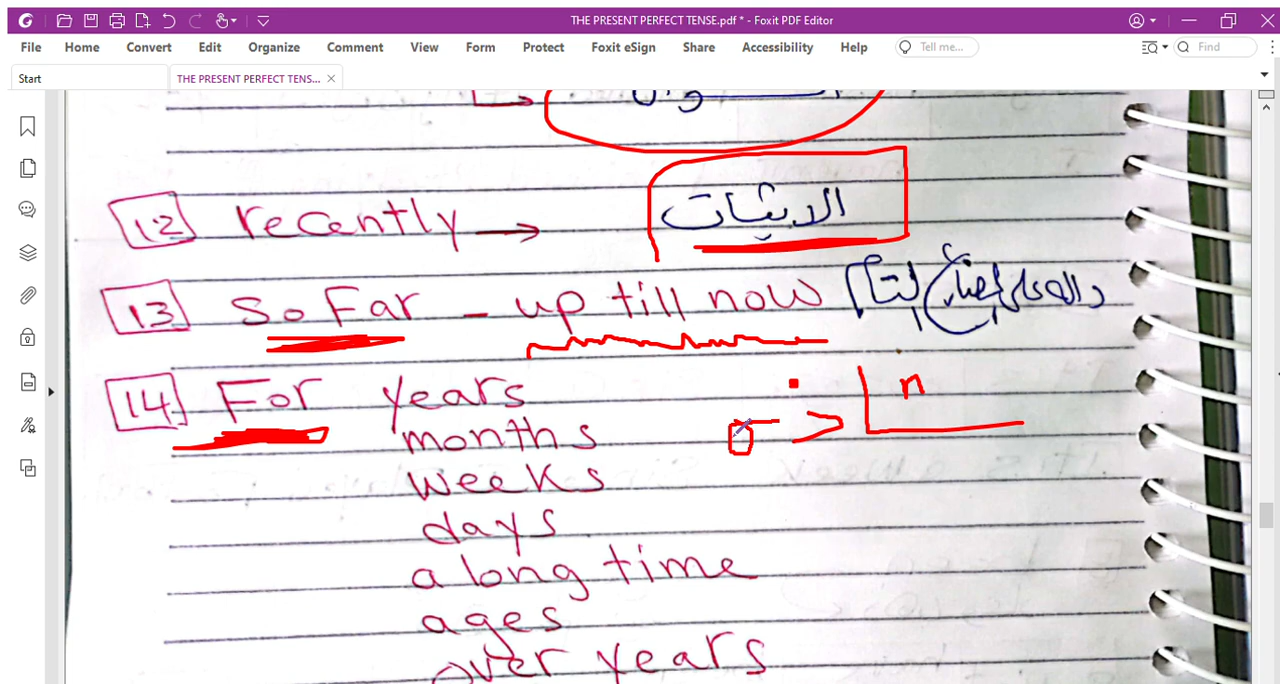 THE PRESENT PERFECT TENSE.pdf * - Foxit PDF Editor
File Home Convert Edit Organize Comment View Form Protect Foxit eSign Share Accessibility Help Tell me... Find
Start THE PRESENT PERFECT TENS...
12 recently
13 So Far - up till now
14 For years
months
weeks
days
a long time
ages
over years
n